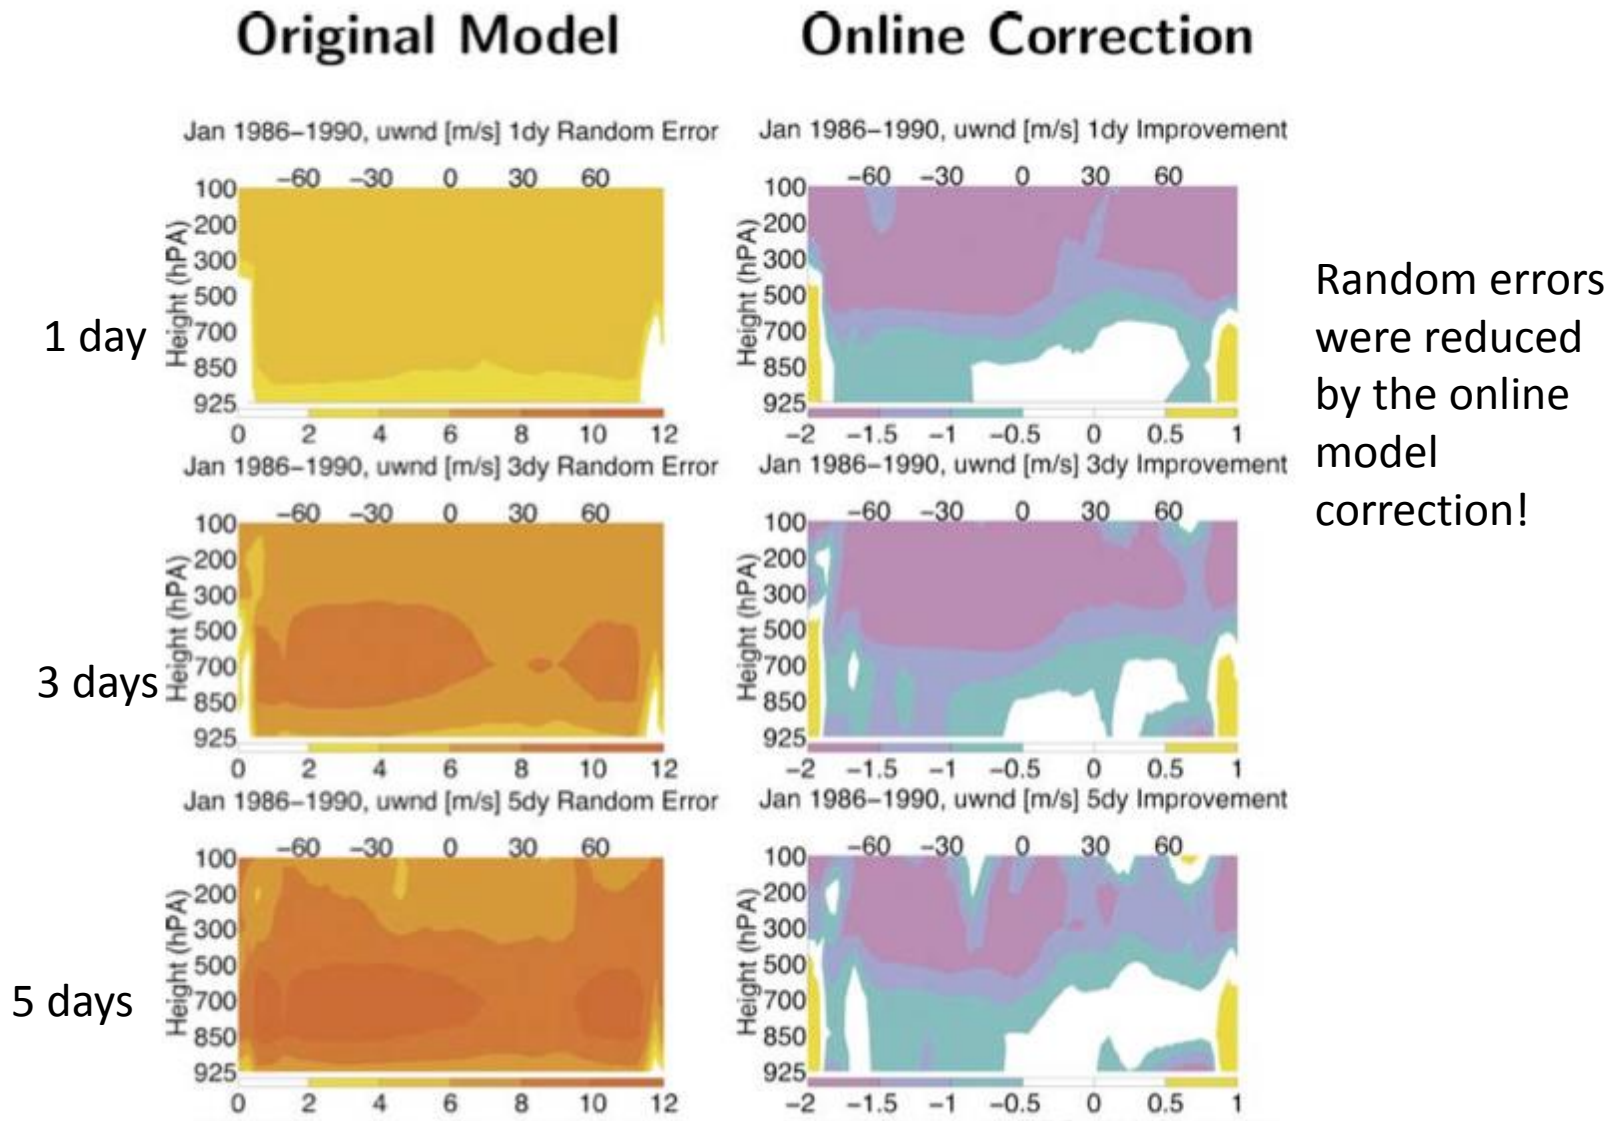 Original Model
Online Correction
Jan 1986–1990, uwnd [m/s] 1dy Random Error
Jan 1986–1990, uwnd [m/s] 1dy Improvement
−60 −30 0 30 60
−60 −30 0 30 60
1 day
Height (hPA)
100
200
300
500
700
850
925
0 2 4 6 8 10 12
Height (hPA)
100
200
300
500
700
850
925
−2 −1.5 −1 −0.5 0 0.5 1
Random errors
were reduced
by the online
model
correction!
Jan 1986–1990, uwnd [m/s] 3dy Random Error
Jan 1986–1990, uwnd [m/s] 3dy Improvement
−60 −30 0 30 60
−60 −30 0 30 60
3 days
Height (hPA)
100
200
300
500
700
850
925
0 2 4 6 8 10 12
Height (hPA)
100
200
300
500
700
850
925
−2 −1.5 −1 −0.5 0 0.5 1
Jan 1986–1990, uwnd [m/s] 5dy Random Error
Jan 1986–1990, uwnd [m/s] 5dy Improvement
−60 −30 0 30 60
−60 −30 0 30 60
5 days
Height (hPA)
100
200
300
500
700
850
925
0 2 4 6 8 10 12
Height (hPA)
100
200
300
500
700
850
925
−2 −1.5 −1 −0.5 0 0.5 1